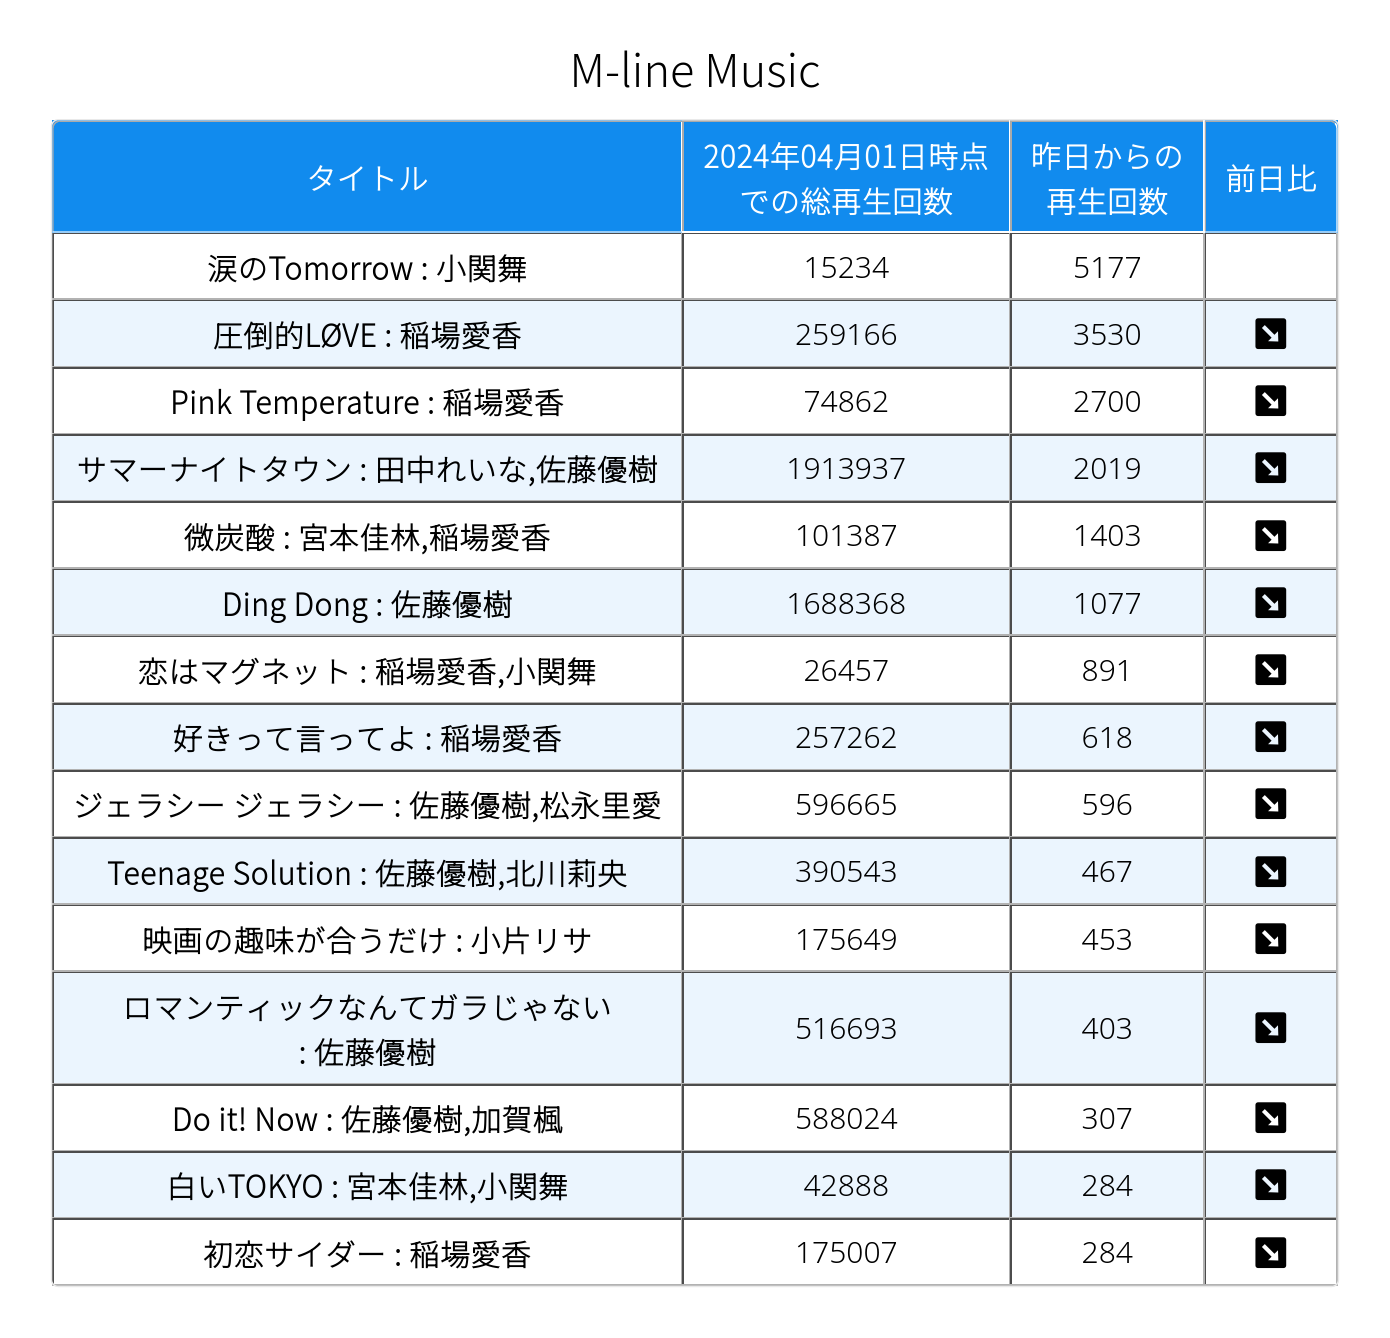 M-line Music
タイトル
2024年04月01日時点
での総再生回数
昨日からの
再生回数
前日比
涙のTomorrow : 小関舞 15234 5177
圧倒的LØVE : 稲場愛香 259166 3530
Pink Temperature : 稲場愛香 74862 2700
サマーナイトタウン : 田中れいな,佐藤優樹 1913937 2019
微炭酸 : 宮本佳林,稲場愛香 101387 1403
Ding Dong : 佐藤優樹 1688368 1077
恋はマグネット : 稲場愛香,小関舞 26457 891
好きって言ってよ : 稲場愛香 257262 618
ジェラシー ジェラシー : 佐藤優樹,松永里愛 596665 596
Teenage Solution : 佐藤優樹,北川莉央 390543 467
映画の趣味が合うだけ : 小片リサ 175649 453
ロマンティックなんてガラじゃない
: 佐藤優樹 516693 403
Do it! Now : 佐藤優樹,加賀楓 588024 307
白いTOKYO : 宮本佳林,小関舞 42888 284
初恋サイダー : 稲場愛香 175007 284